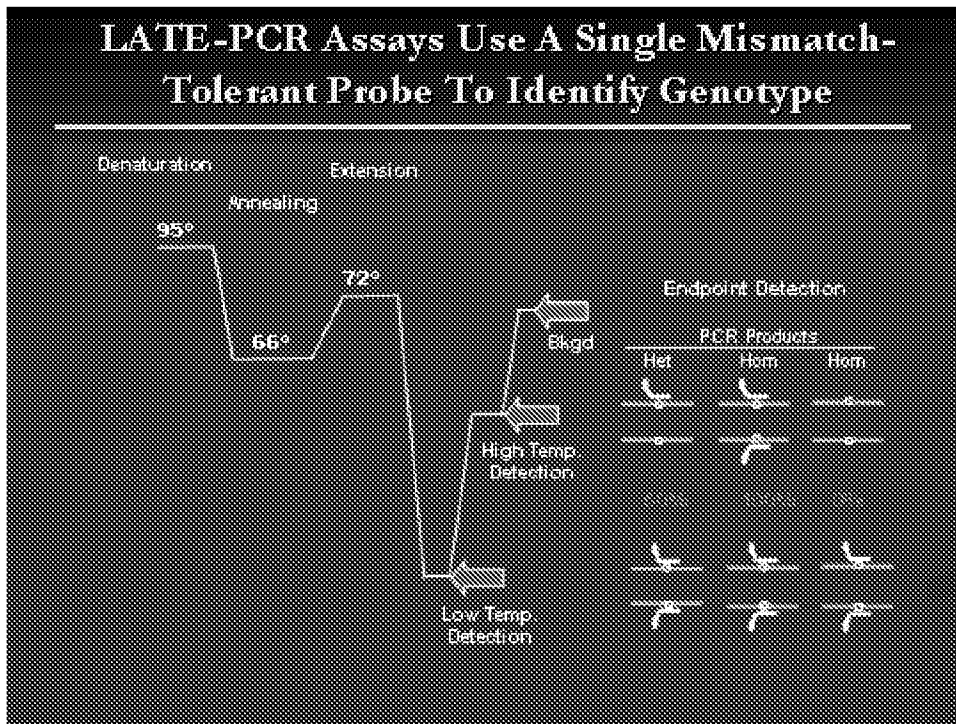 LATE-PCR Assays Use A Single Mismatch-
Tolerant Probe To Identify Genotype
Denaturation
Extension
Annealing
95°
72°
66°
Endpoint Detection
Bkgd
PCR Products
Het Hom Hom
High Temp.
Detection
Low Temp.
Detection